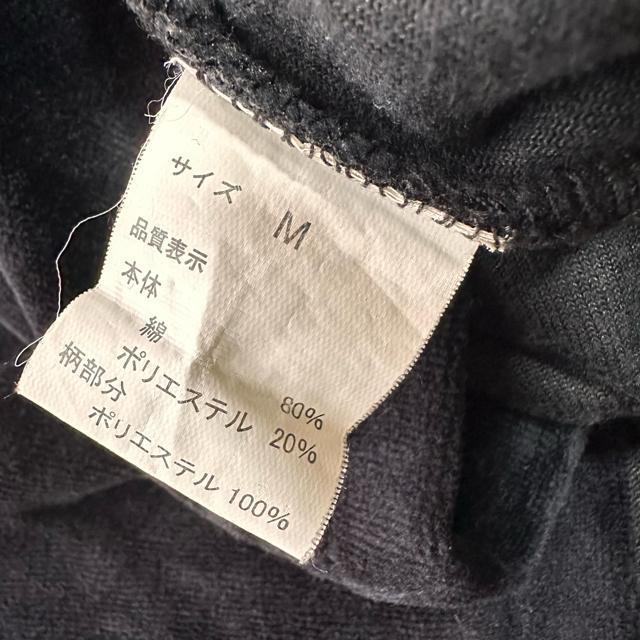 サイズ M
品質表示
本体
綿 80%
ポリエステル 20%
柄部分
ポリエステル 100%